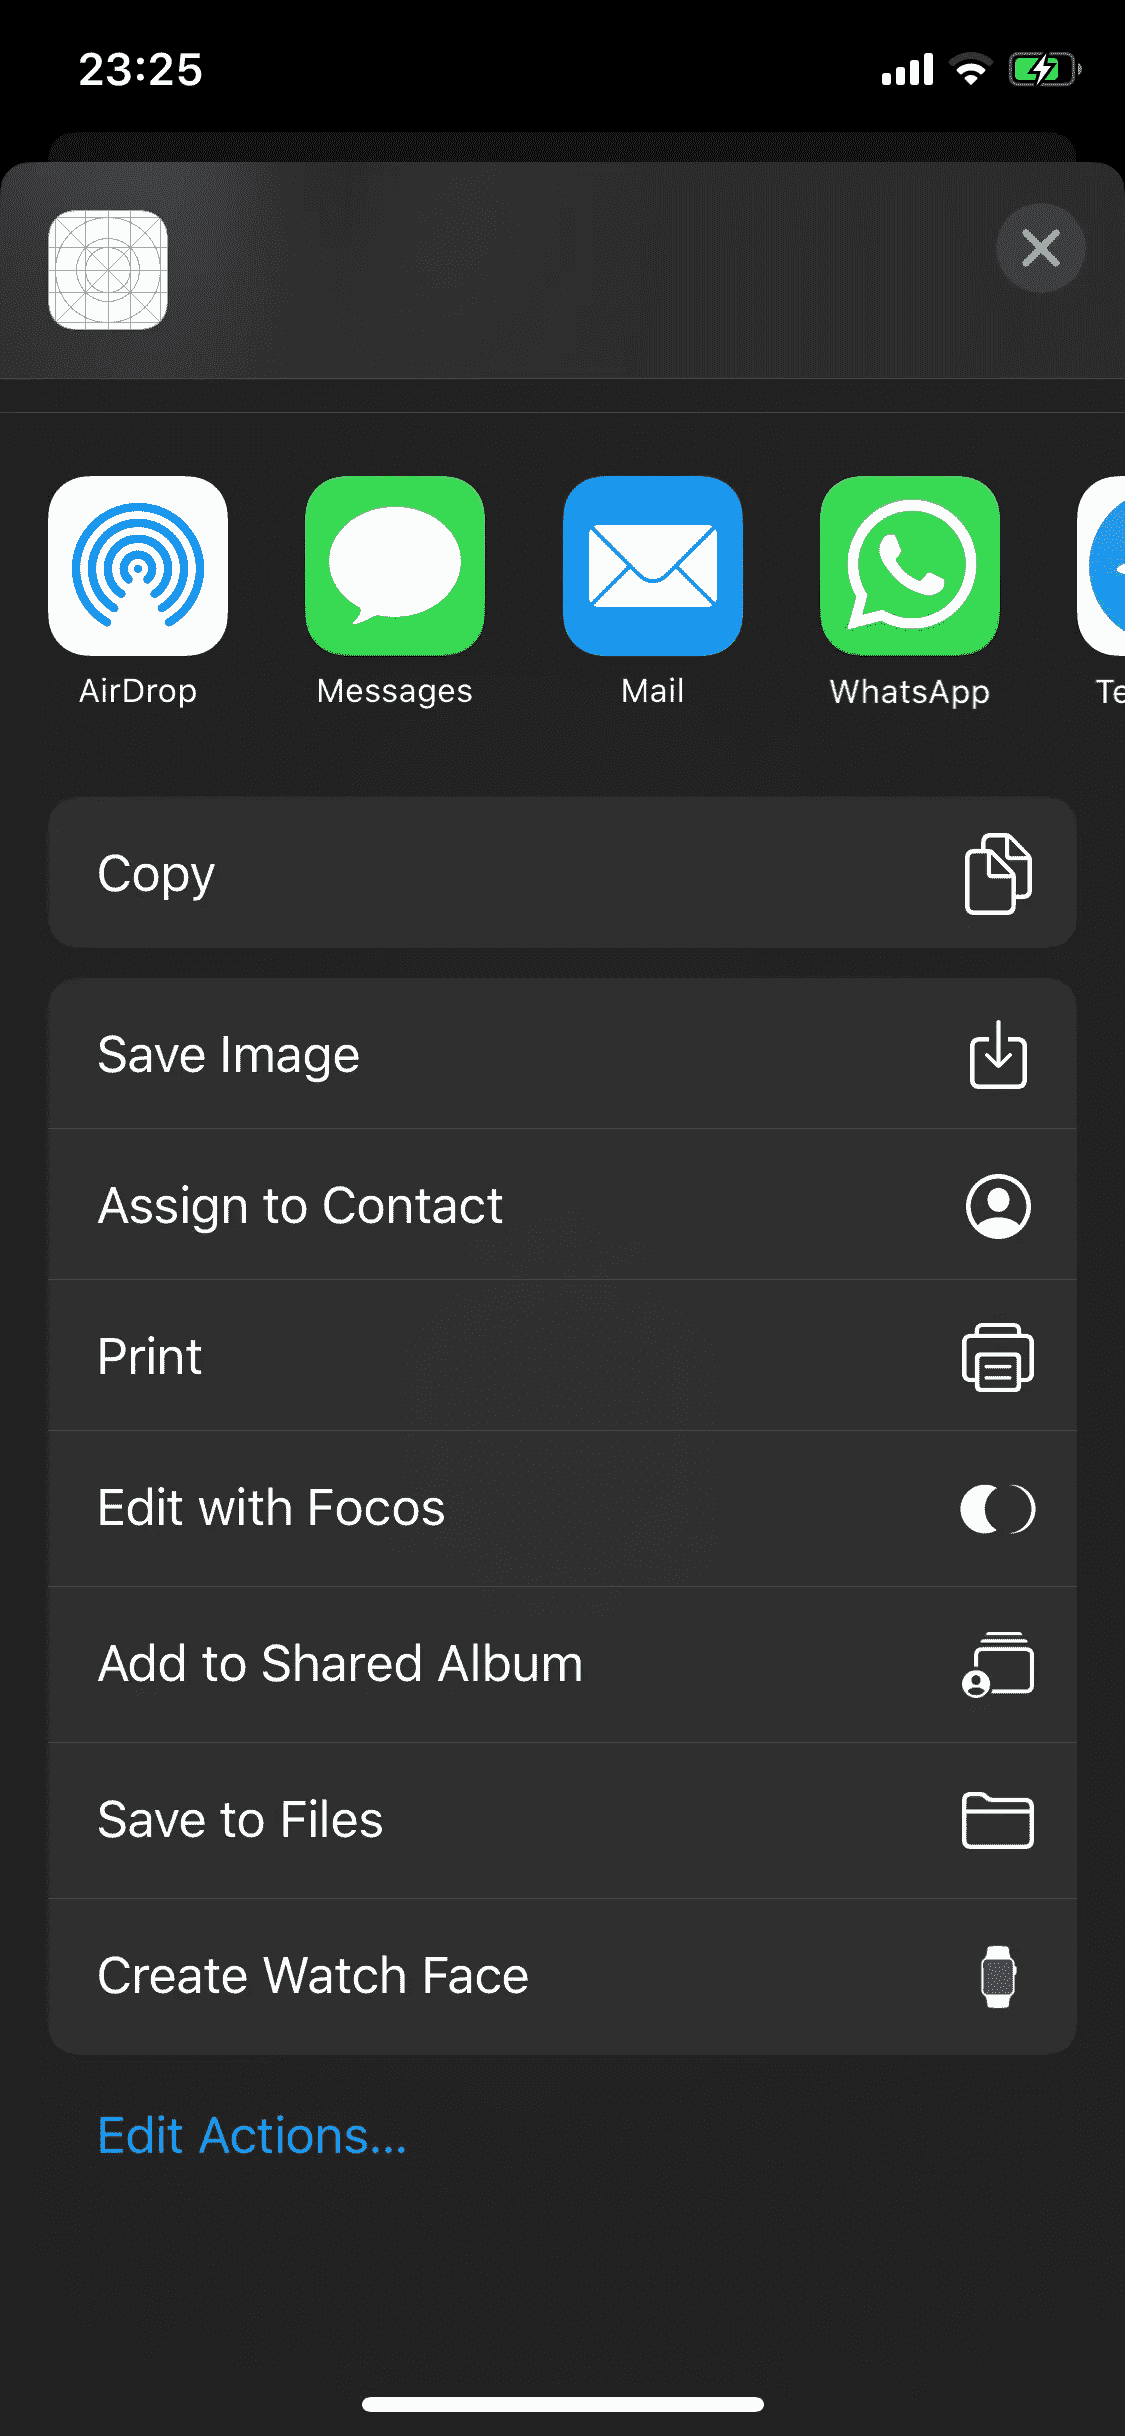 23:25
AirDrop
Messages
Mail
WhatsApp
Te
Copy
Save Image
Assign to Contact
Print
Edit with Focos
Add to Shared Album
Save to Files
Create Watch Face
Edit Actions...